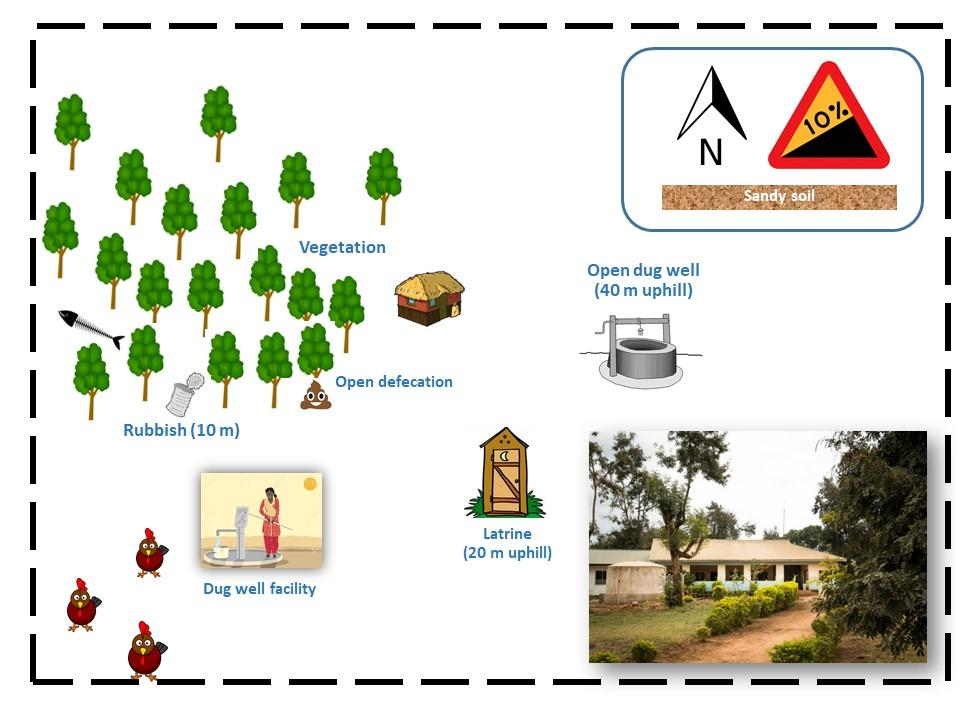 N
10%
Sandy soil
Vegetation
Open dug well
(40 m uphill)
Open defecation
Rubbish (10 m)
Latrine
(20 m uphill)
Dug well facility